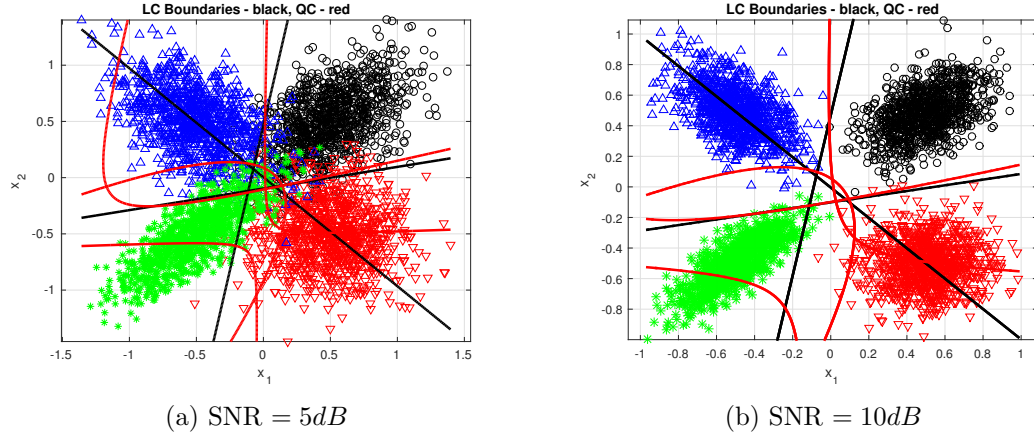 LC Boundaries - black, QC - red
x2
1
0.5
0
-0.5
-1
-1.5 -1 -0.5 0 0.5 1 1.5
x1
(a) SNR = 5dB
LC Boundaries - black, QC - red
x2
1
0.8
0.6
0.4
0.2
0
-0.2
-0.4
-0.6
-0.8
-1 -0.8 -0.6 -0.4 -0.2 0 0.2 0.4 0.6 0.8 1
x1
(b) SNR = 10dB